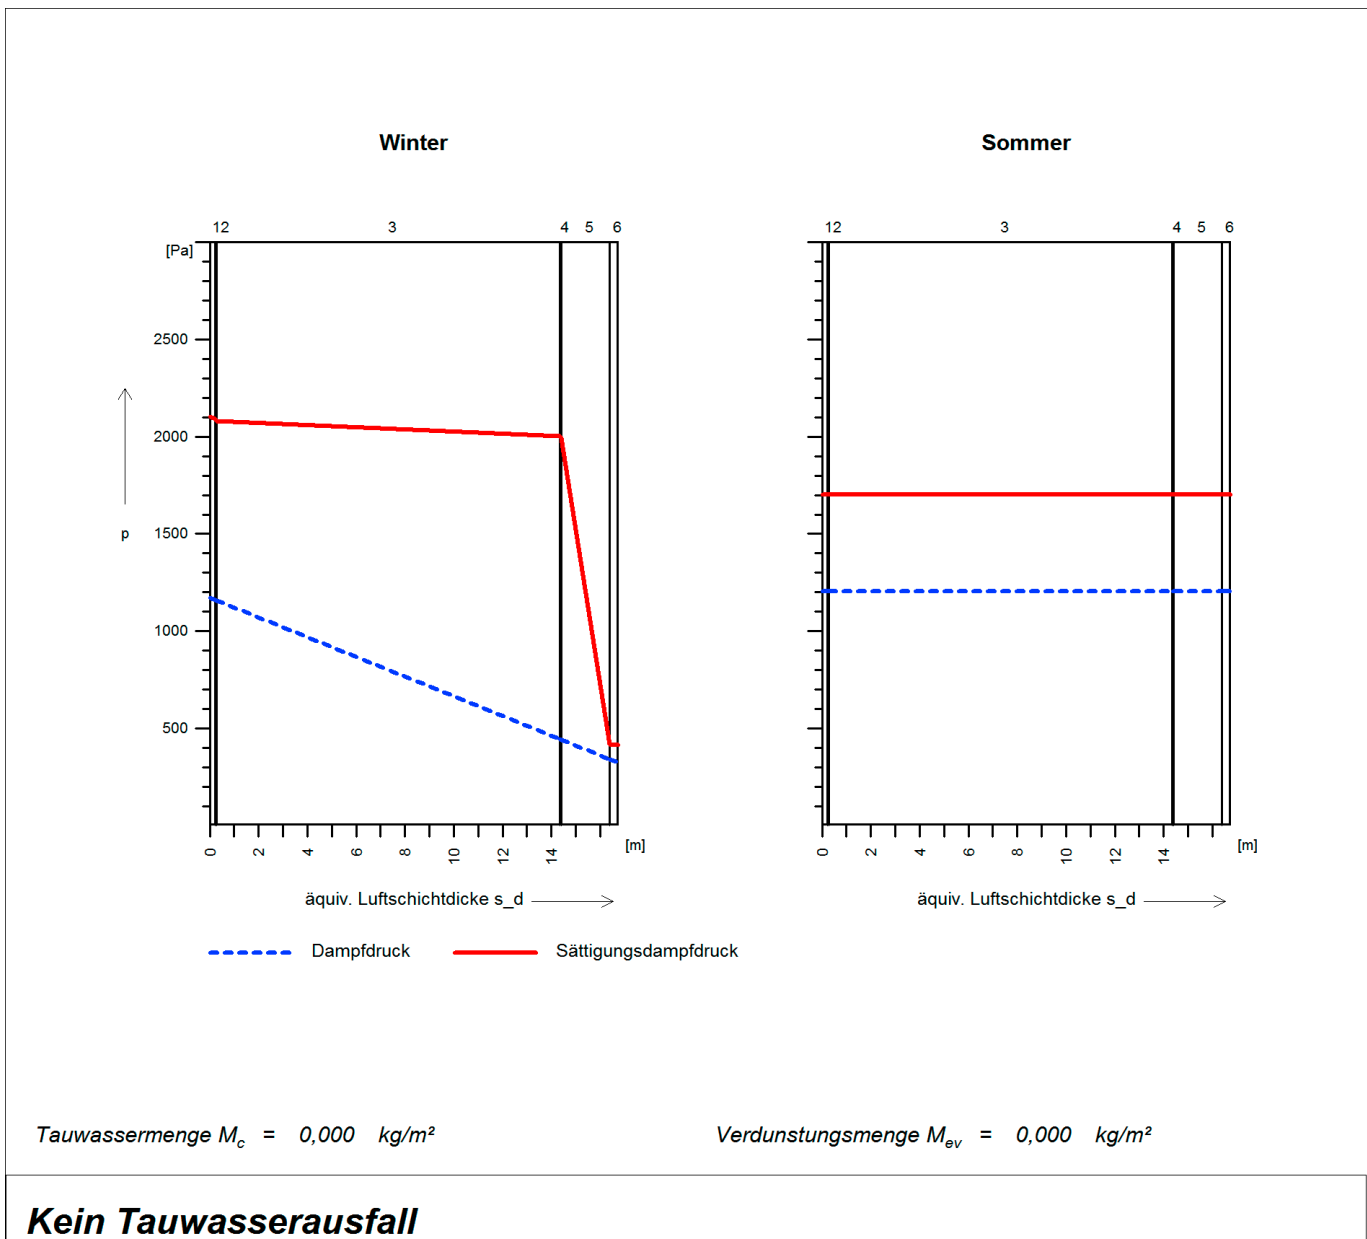 Winter
Sommer
12 3 4 5 6
12 3 4 5 6
[Pa]
2500
2000
1500
1000
500
p
0 2 4 6 8 10 12 14 [m]
0 2 4 6 8 10 12 14 [m]
äquiv. Luftschichtdicke s_d
äquiv. Luftschichtdicke s_d
Dampfdruck Sättigungsdampfdruck
Tauwassermenge M_c = 0,000 kg/m²
Verdunstungsmenge M_ev = 0,000 kg/m²
Kein Tauwasserausfall